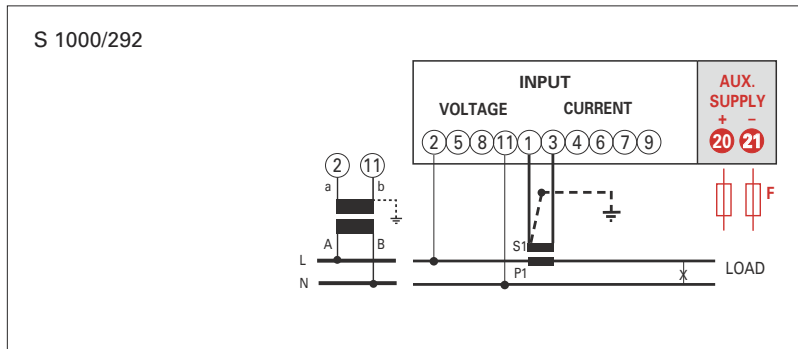 S 1000/292
INPUT
AUX.
SUPPLY
VOLTAGE CURRENT
+ –
2 5 8 11 1 3 4 6 7 9 20 21
2 11
a b
F
A B
S1
L
P1
LOAD
X
N